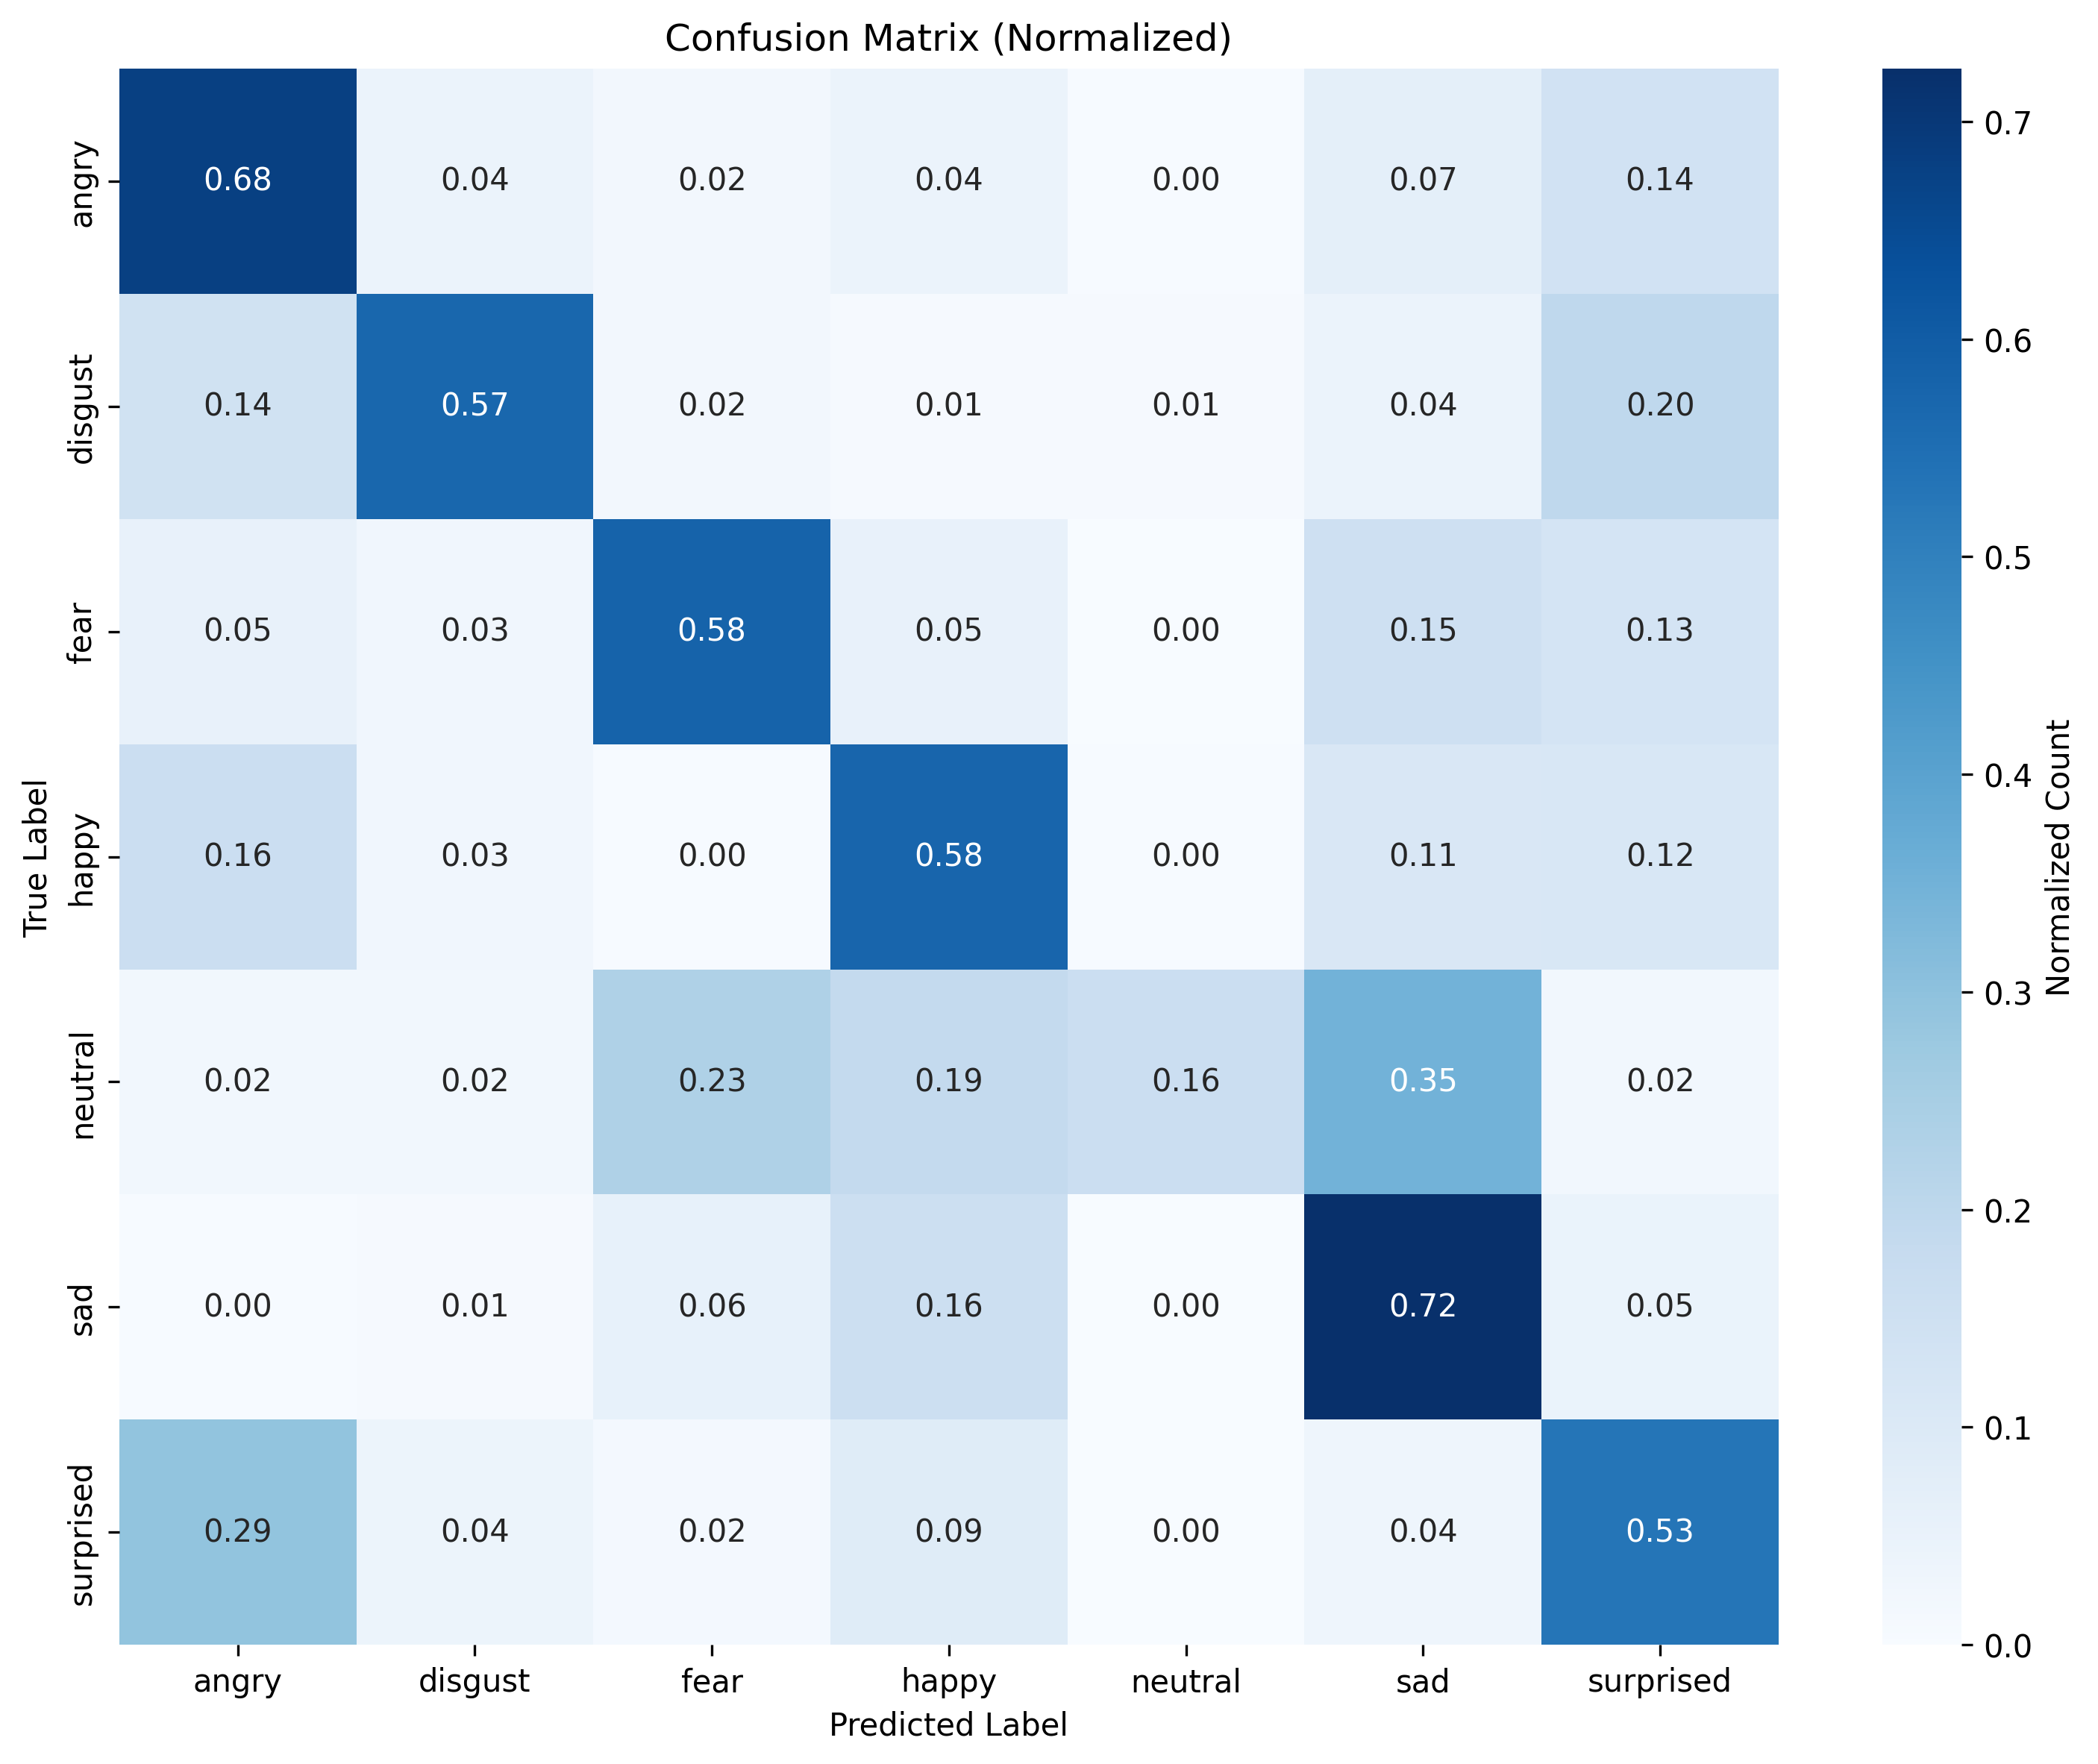 Confusion Matrix (Normalized)
True Label
angry 0.68 0.04 0.02 0.04 0.00 0.07 0.14
disgust 0.14 0.57 0.02 0.01 0.01 0.04 0.20
fear 0.05 0.03 0.58 0.05 0.00 0.15 0.13
happy 0.16 0.03 0.00 0.58 0.00 0.11 0.12
neutral 0.02 0.02 0.23 0.19 0.16 0.35 0.02
sad 0.00 0.01 0.06 0.16 0.00 0.72 0.05
surprised 0.29 0.04 0.02 0.09 0.00 0.04 0.53
angry disgust fear happy neutral sad surprised
Predicted Label
0.7
0.6
0.5
0.4
0.3
0.2
0.1
0.0
Normalized Count